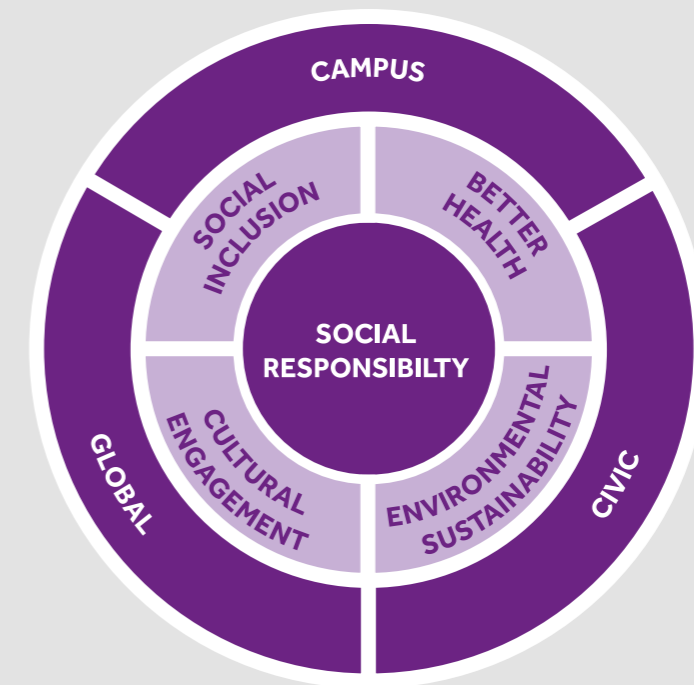 CAMPUS
SOCIAL
INCLUSION
BETTER
HEALTH
SOCIAL
RESPONSIBILTY
GLOBAL
CULTURAL
ENGAGEMENT
ENVIRONMENTAL
SUSTAINABILITY
CIVIC